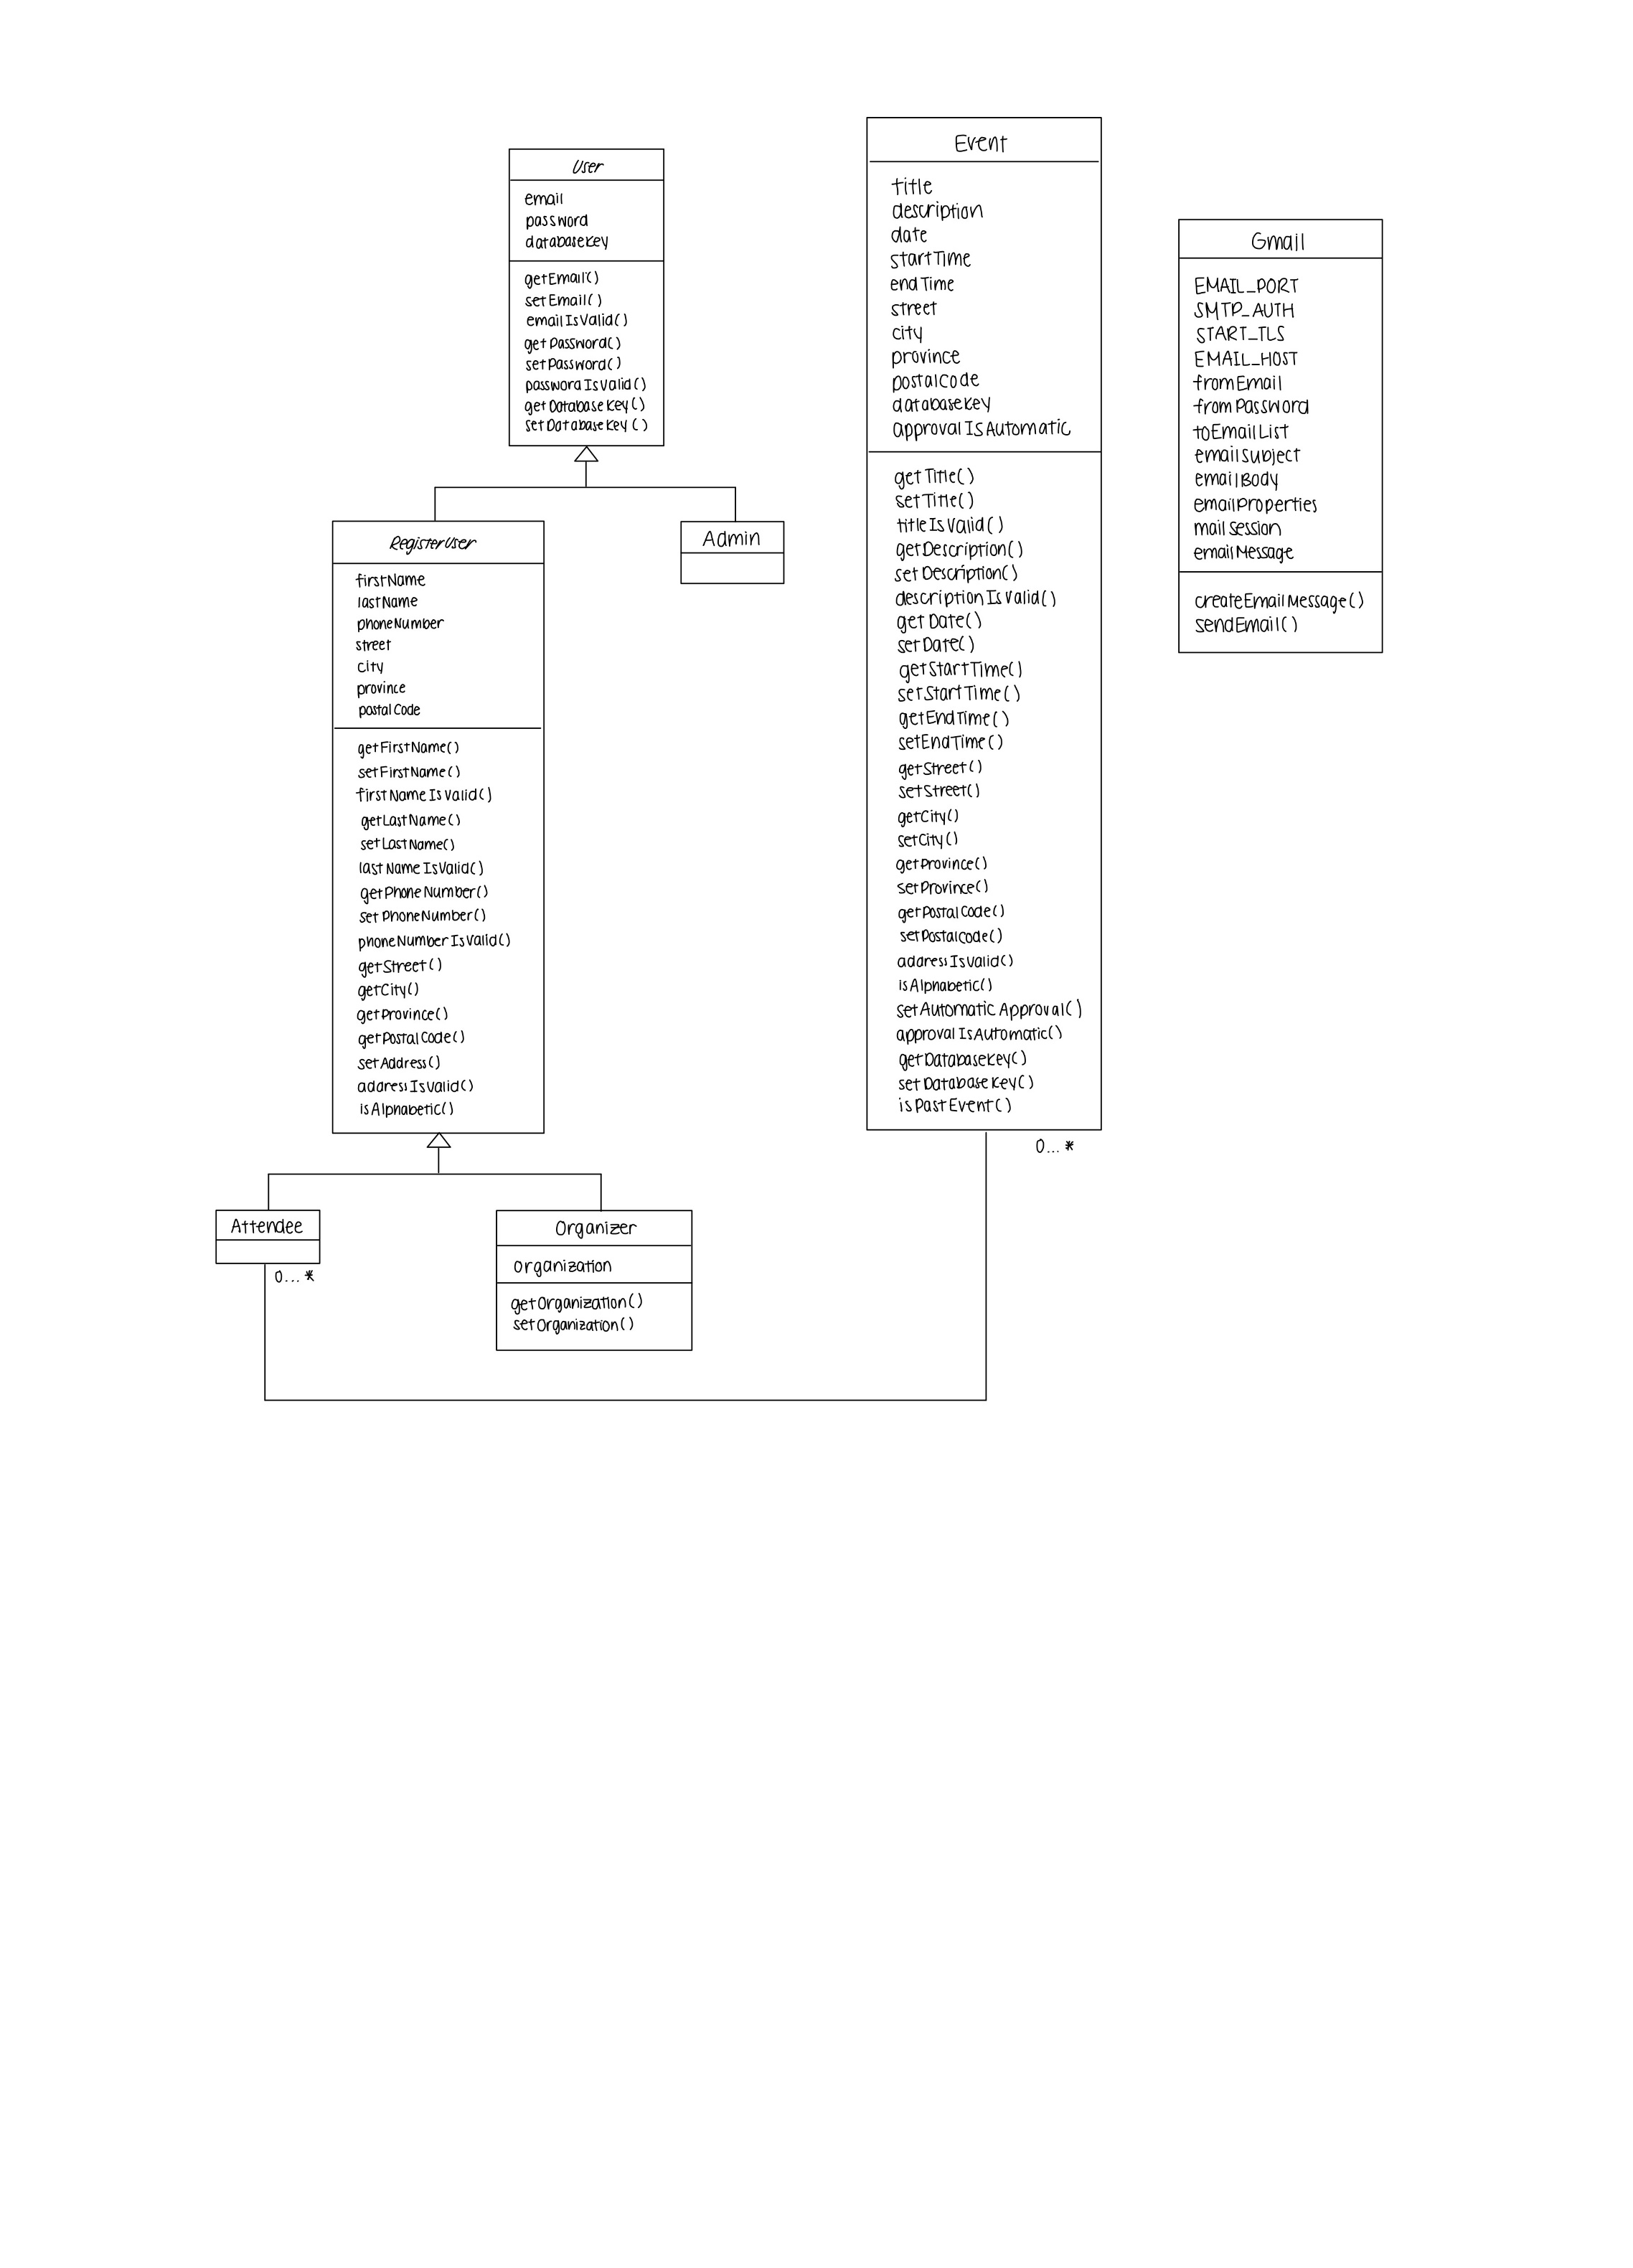 User
email
password
databaseKey
getEmail()
setEmail()
emailIsValid()
getPassword()
setPassword()
passwordIsValid()
getDatabaseKey()
setDatabaseKey()
RegisterUser
firstName
lastName
phoneNumber
street
city
province
postalCode
getFirstName()
setFirstName()
firstNameIsValid()
getLastName()
setLastName()
lastNameIsValid()
getPhoneNumber()
setPhoneNumber()
phoneNumberIsValid()
getStreet()
getCity()
getProvince()
getPostalCode()
setAddress()
addressIsValid()
isAlphabetic()
Admin
Attendee
0...*
Organizer
organization
getOrganization()
setOrganization()
Event
title
description
date
startTime
endTime
street
city
province
postalCode
databaseKey
approvalIsAutomatic
getTitle()
setTitle()
titleIsValid()
getDescription()
setDescription()
descriptionIsValid()
getDate()
setDate()
getStartTime()
setStartTime()
getEndTime()
setEndTime()
getStreet()
setStreet()
getCity()
setCity()
getProvince()
setProvince()
getPostalCode()
setPostalCode()
addressIsValid()
isAlphabetic()
setAutomaticApproval()
approvalIsAutomatic()
getDatabaseKey()
setDatabaseKey()
isPastEvent()
0...*
Gmail
EMAIL_PORT
SMTP_AUTH
START_TLS
EMAIL_HOST
fromEmail
fromPassword
toEmailList
emailSubject
emailBody
emailProperties
mailSession
emailMessage
createEmailMessage()
sendEmail()